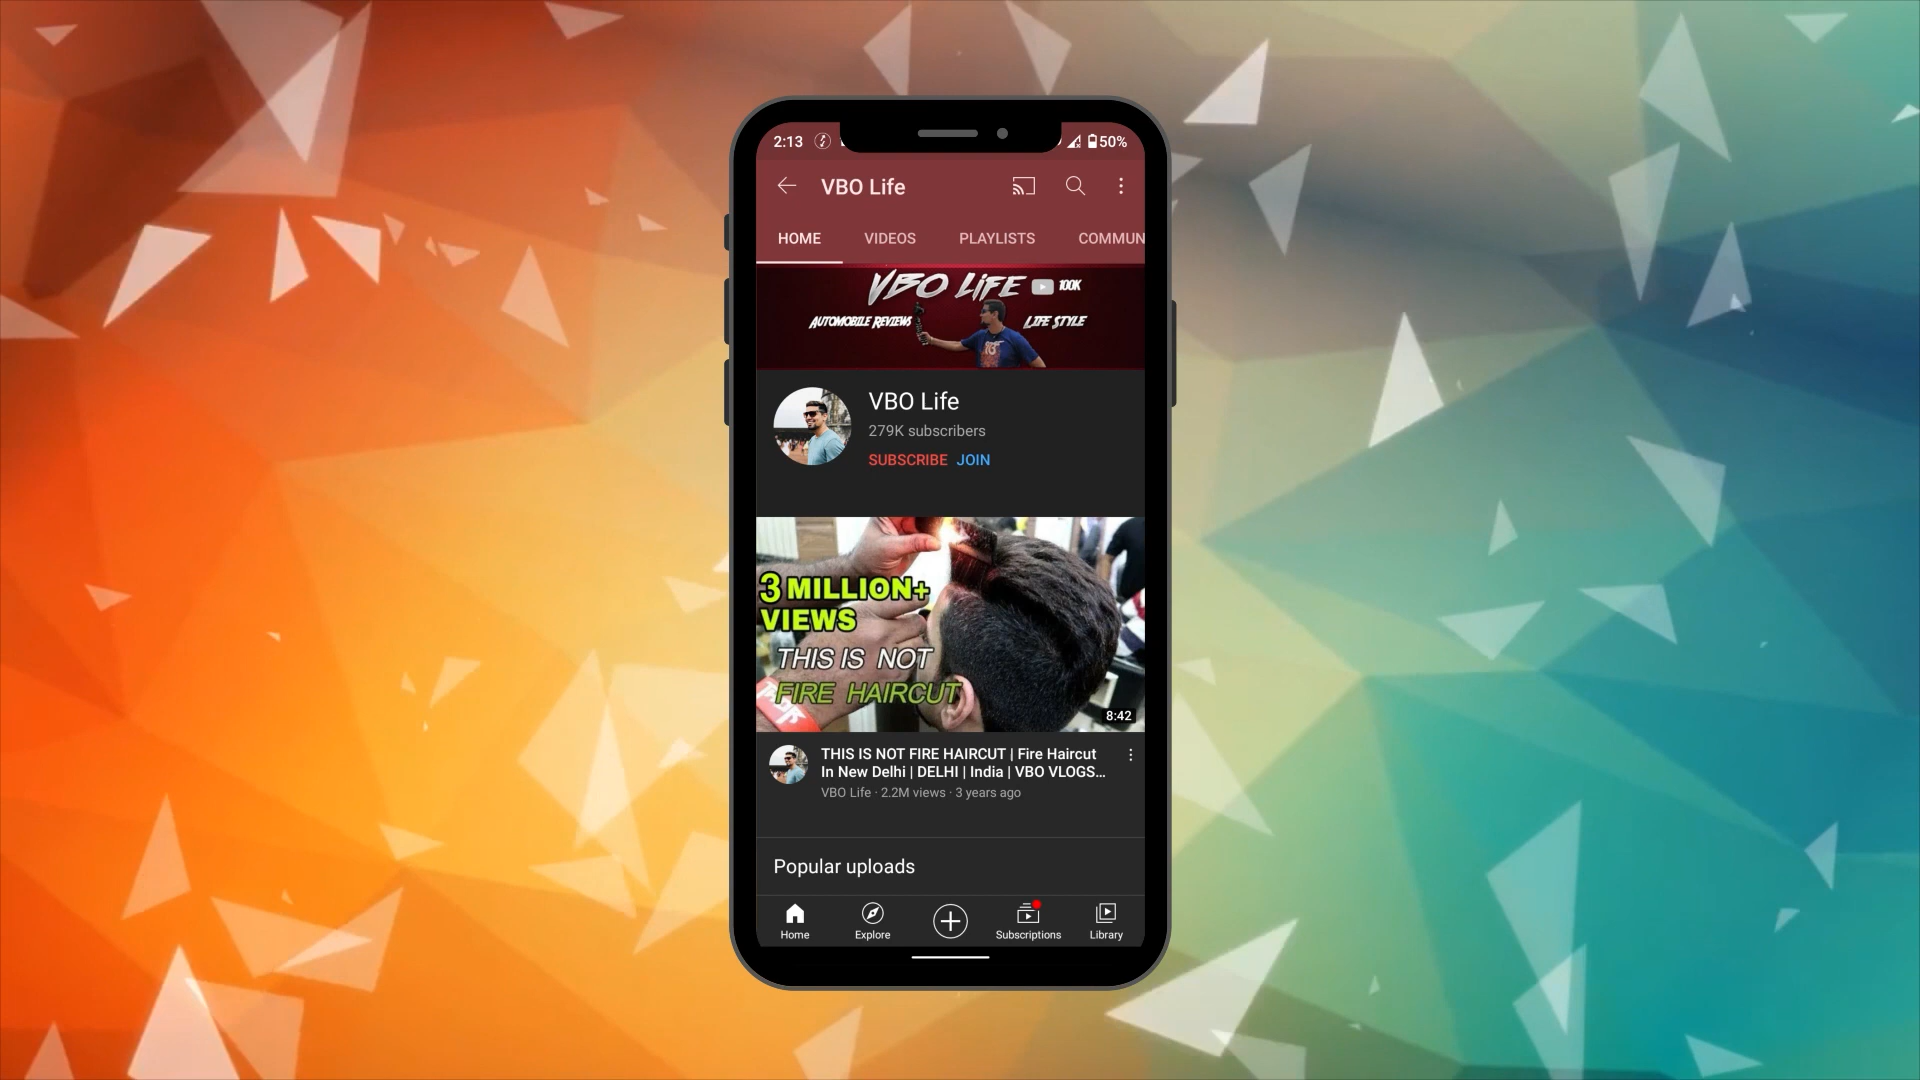 2:13
50%
VBO Life
HOME VIDEOS PLAYLISTS COMMUN
VBO LIFE 100K
AUTOMOBILE REVIEWS LIFE STYLE
VBO Life
279K subscribers
SUBSCRIBE JOIN
3 MILLION+
VIEWS
THIS IS NOT
FIRE HAIRCUT
8:42
THIS IS NOT FIRE HAIRCUT | Fire Haircut
In New Delhi | DELHI | India | VBO VLOGS...
VBO Life · 2.2M views · 3 years ago
Popular uploads
Home Explore Subscriptions Library